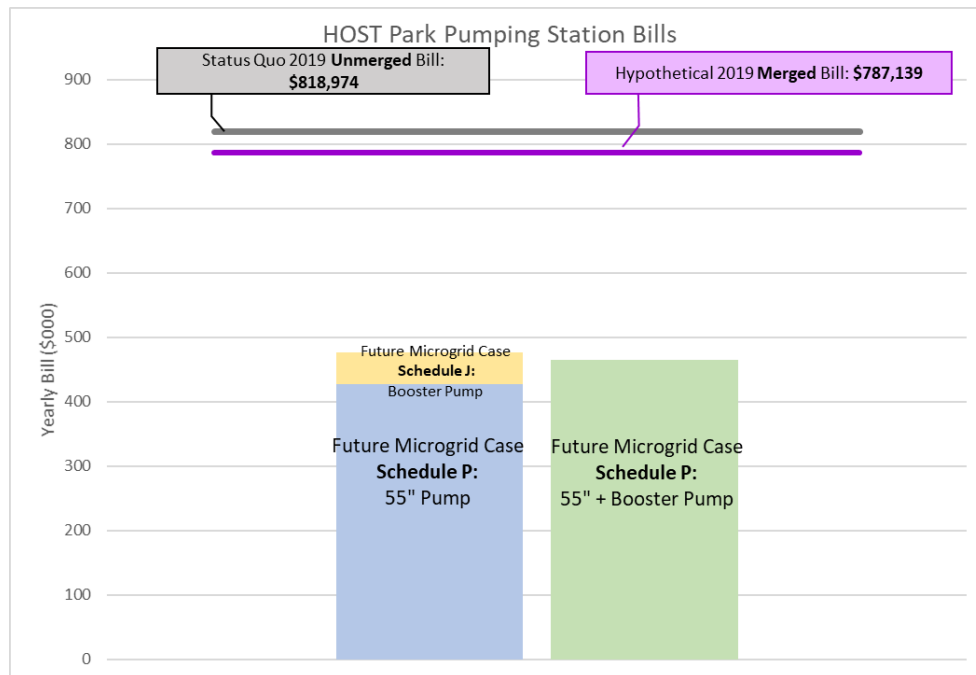 HOST Park Pumping Station Bills
Status Quo 2019 Unmerged Bill:
$818,974
Hypothetical 2019 Merged Bill: $787,139
Yearly Bill ($000)
900
800
700
600
500
400
300
200
100
0
Future Microgrid Case
Schedule J:
Booster Pump
Future Microgrid Case
Schedule P:
55" Pump
Future Microgrid Case
Schedule P:
55" + Booster Pump